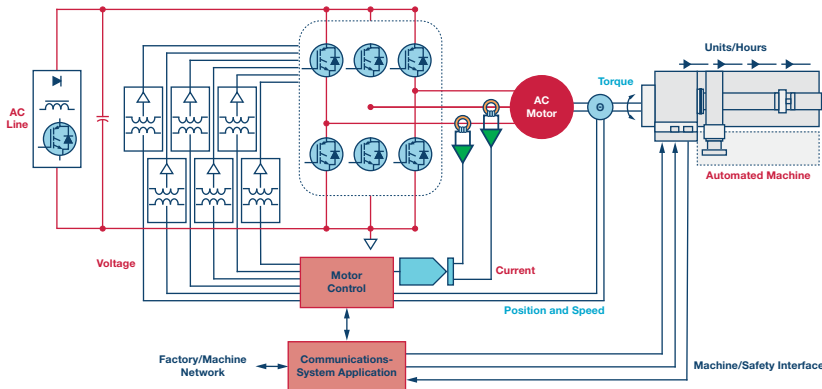 Units/Hours
Torque
AC
Line
AC
Motor
Θ
Automated Machine
Voltage
Motor
Control
Current
Position and Speed
Factory/Machine
Network
Communications-
System Application
Machine/Safety Interface